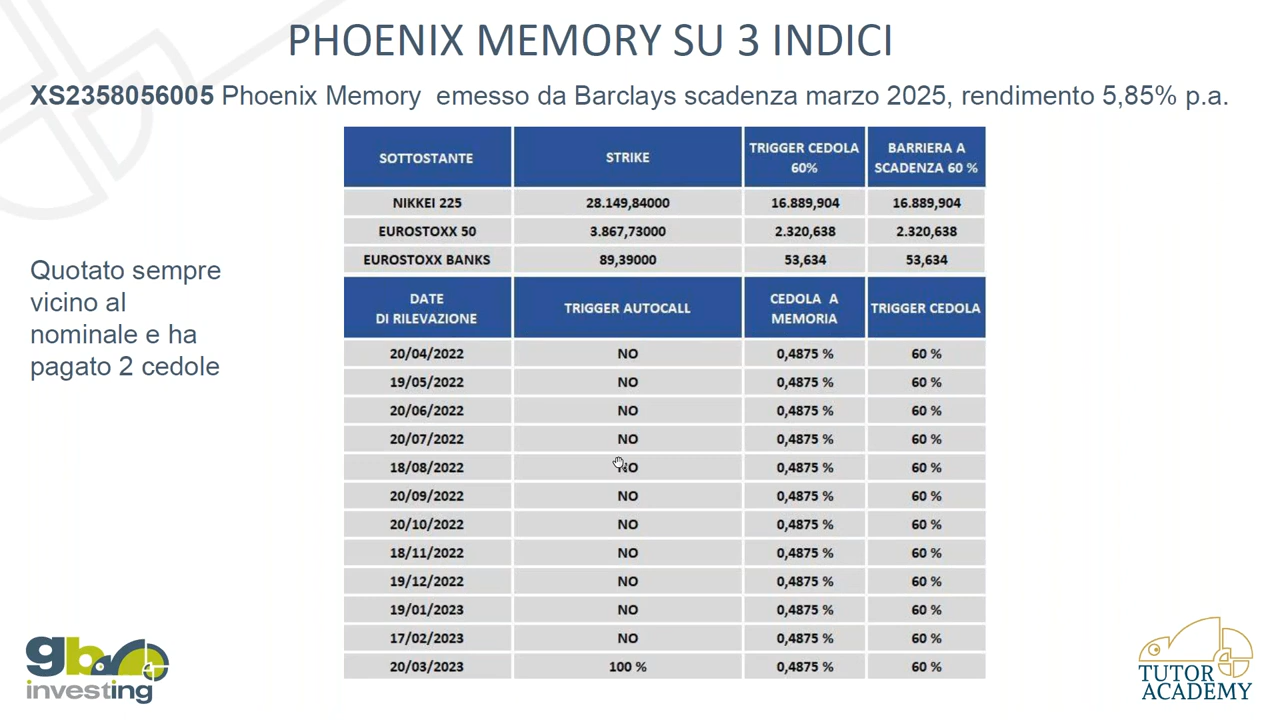 PHOENIX MEMORY SU 3 INDICI
XS2358056005 Phoenix Memory emesso da Barclays scadenza marzo 2025, rendimento 5,85% p.a.
Quotato sempre
vicino al
nominale e ha
pagato 2 cedole
SOTTOSTANTE STRIKE TRIGGER CEDOLA 60% BARRIERA A SCADENZA 60 %
NIKKEI 225 28.149,84000 16.889,904 16.889,904
EUROSTOXX 50 3.867,73000 2.320,638 2.320,638
EUROSTOXX BANKS 89,39000 53,634 53,634
DATE DI RILEVAZIONE TRIGGER AUTOCALL CEDOLA A MEMORIA TRIGGER CEDOLA
20/04/2022 NO 0,4875 % 60 %
19/05/2022 NO 0,4875 % 60 %
20/06/2022 NO 0,4875 % 60 %
20/07/2022 NO 0,4875 % 60 %
18/08/2022 NO 0,4875 % 60 %
20/09/2022 NO 0,4875 % 60 %
20/10/2022 NO 0,4875 % 60 %
18/11/2022 NO 0,4875 % 60 %
19/12/2022 NO 0,4875 % 60 %
19/01/2023 NO 0,4875 % 60 %
17/02/2023 NO 0,4875 % 60 %
20/03/2023 100 % 0,4875 % 60 %
gb
investing
TUTOR
ACADEMY